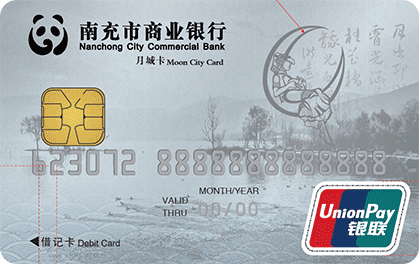 南充市商业银行
Nanchong City Commercial Bank
月城卡 Moon City Card
623072 8888888888888
MONTH/YEAR
VALID
THRU 00/00
借记卡 Debit Card
UnionPay
银联